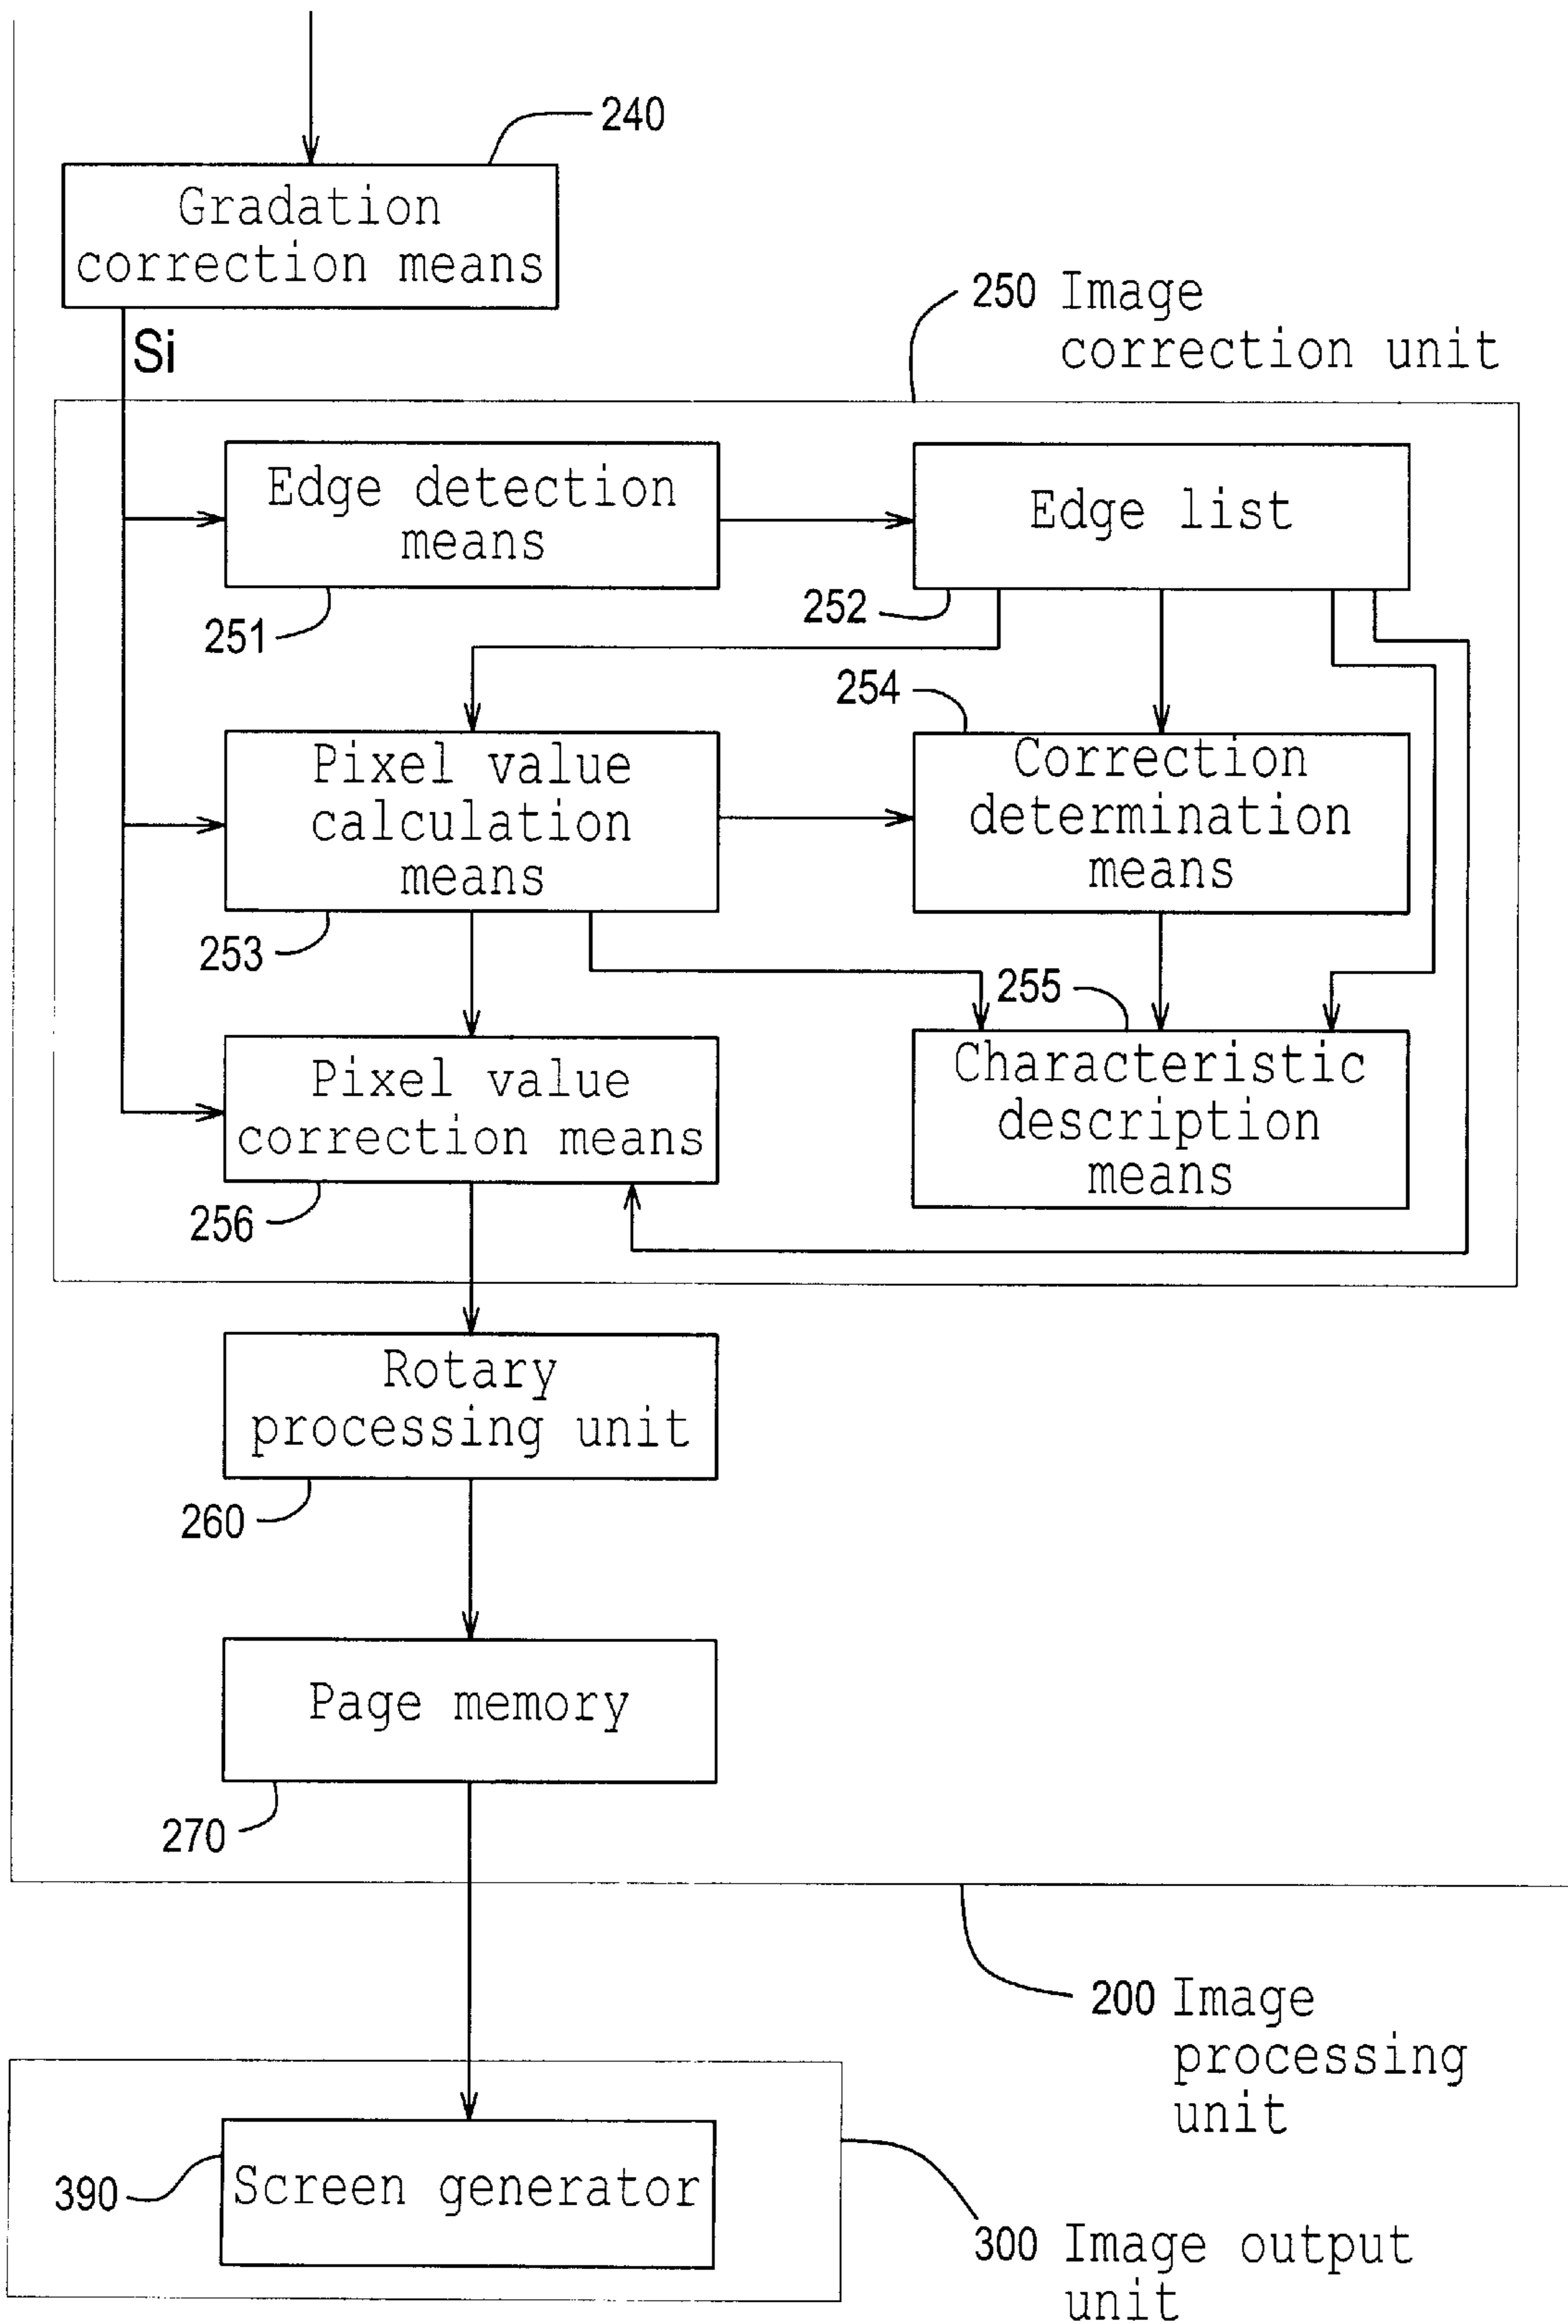 240
Gradation
correction means
Si
250 Image
correction unit
Edge detection
means
251
Edge list
252
Pixel value
calculation
means
253
254
Correction
determination
means
255
Characteristic
description
means
Pixel value
correction means
256
Rotary
processing unit
260
Page memory
270
200 Image
processing
unit
390
Screen generator
300 Image output
unit